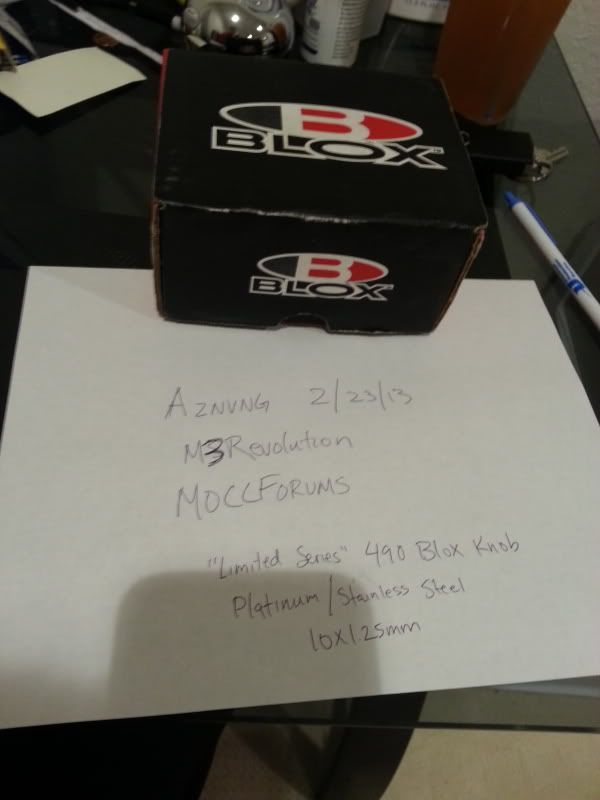 B
BLOX
B
BLOX
AZNVNG 2/23/13
M3Revolution
MOCCFORUMS
"Limited Series" 490 Blox Knob
Platinum/Stainless Steel
10X1.25mm